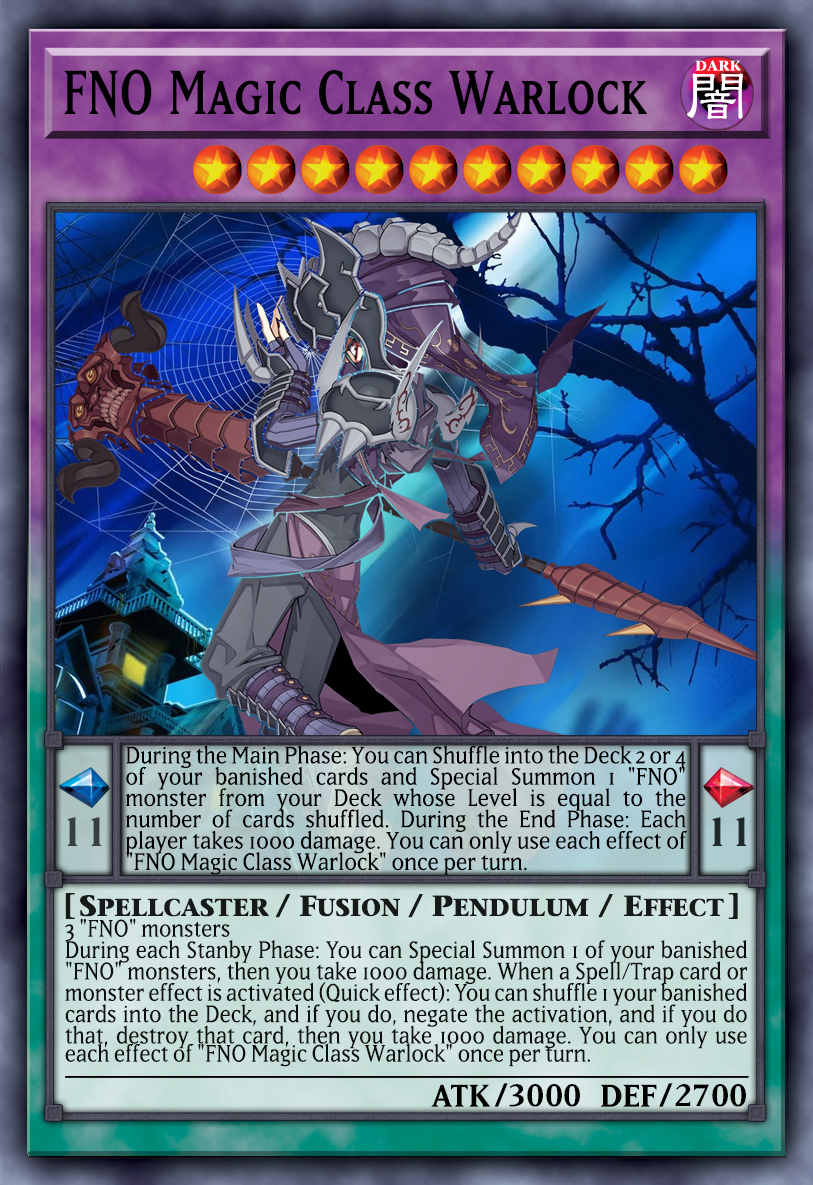 FNO Magic Class Warlock
DARK
闇
During the Main Phase: You can Shuffle into the Deck 2 or 4
of your banished cards and Special Summon 1 "FNO"
monster from your Deck whose Level is equal to the
number of cards shuffled. During the End Phase: Each
player takes 1000 damage. You can only use each effect of
"FNO Magic Class Warlock" once per turn.
11
11
[ Spellcaster / Fusion / Pendulum / Effect ]
3 "FNO" monsters
During each Stanby Phase: You can Special Summon 1 of your banished
"FNO" monsters, then you take 1000 damage. When a Spell/Trap card or
monster effect is activated (Quick effect): You can shuffle 1 your banished
cards into the Deck, and if you do, negate the activation, and if you do
that, destroy that card, then you take 1000 damage. You can only use
each effect of "FNO Magic Class Warlock" once per turn.
ATK/3000 DEF/2700